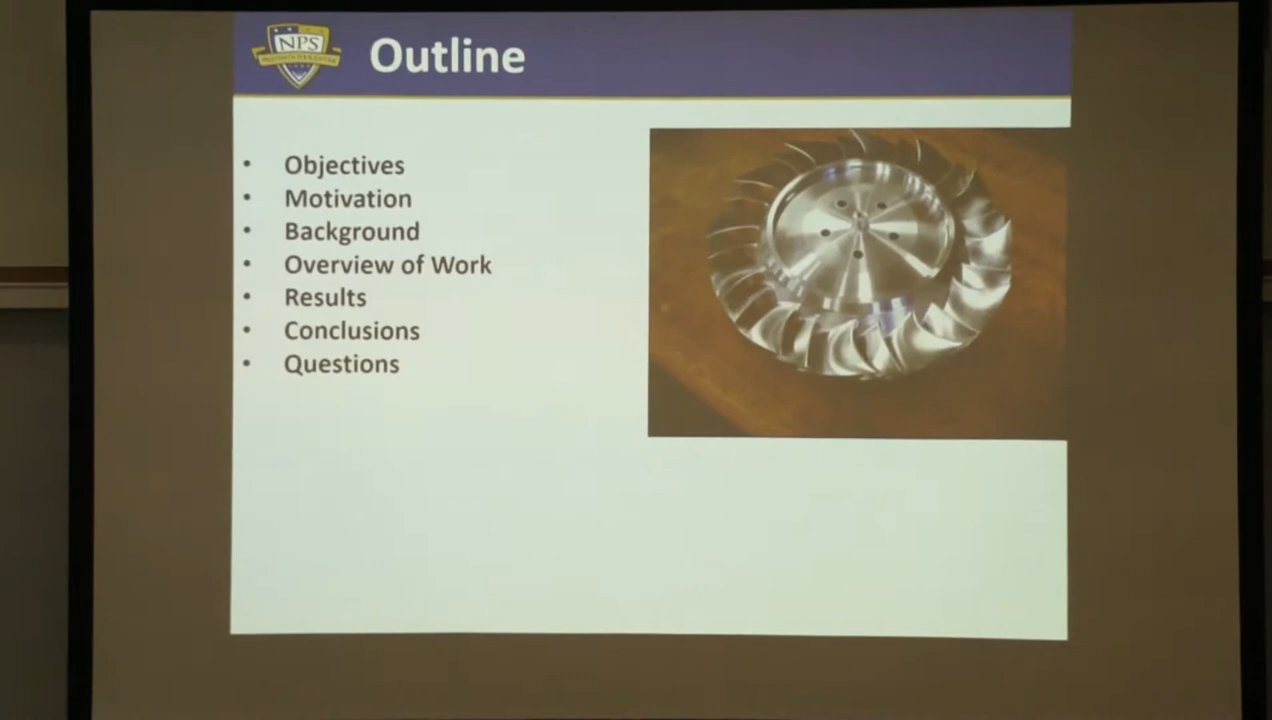 NPS
Outline
• Objectives
• Motivation
• Background
• Overview of Work
• Results
• Conclusions
• Questions